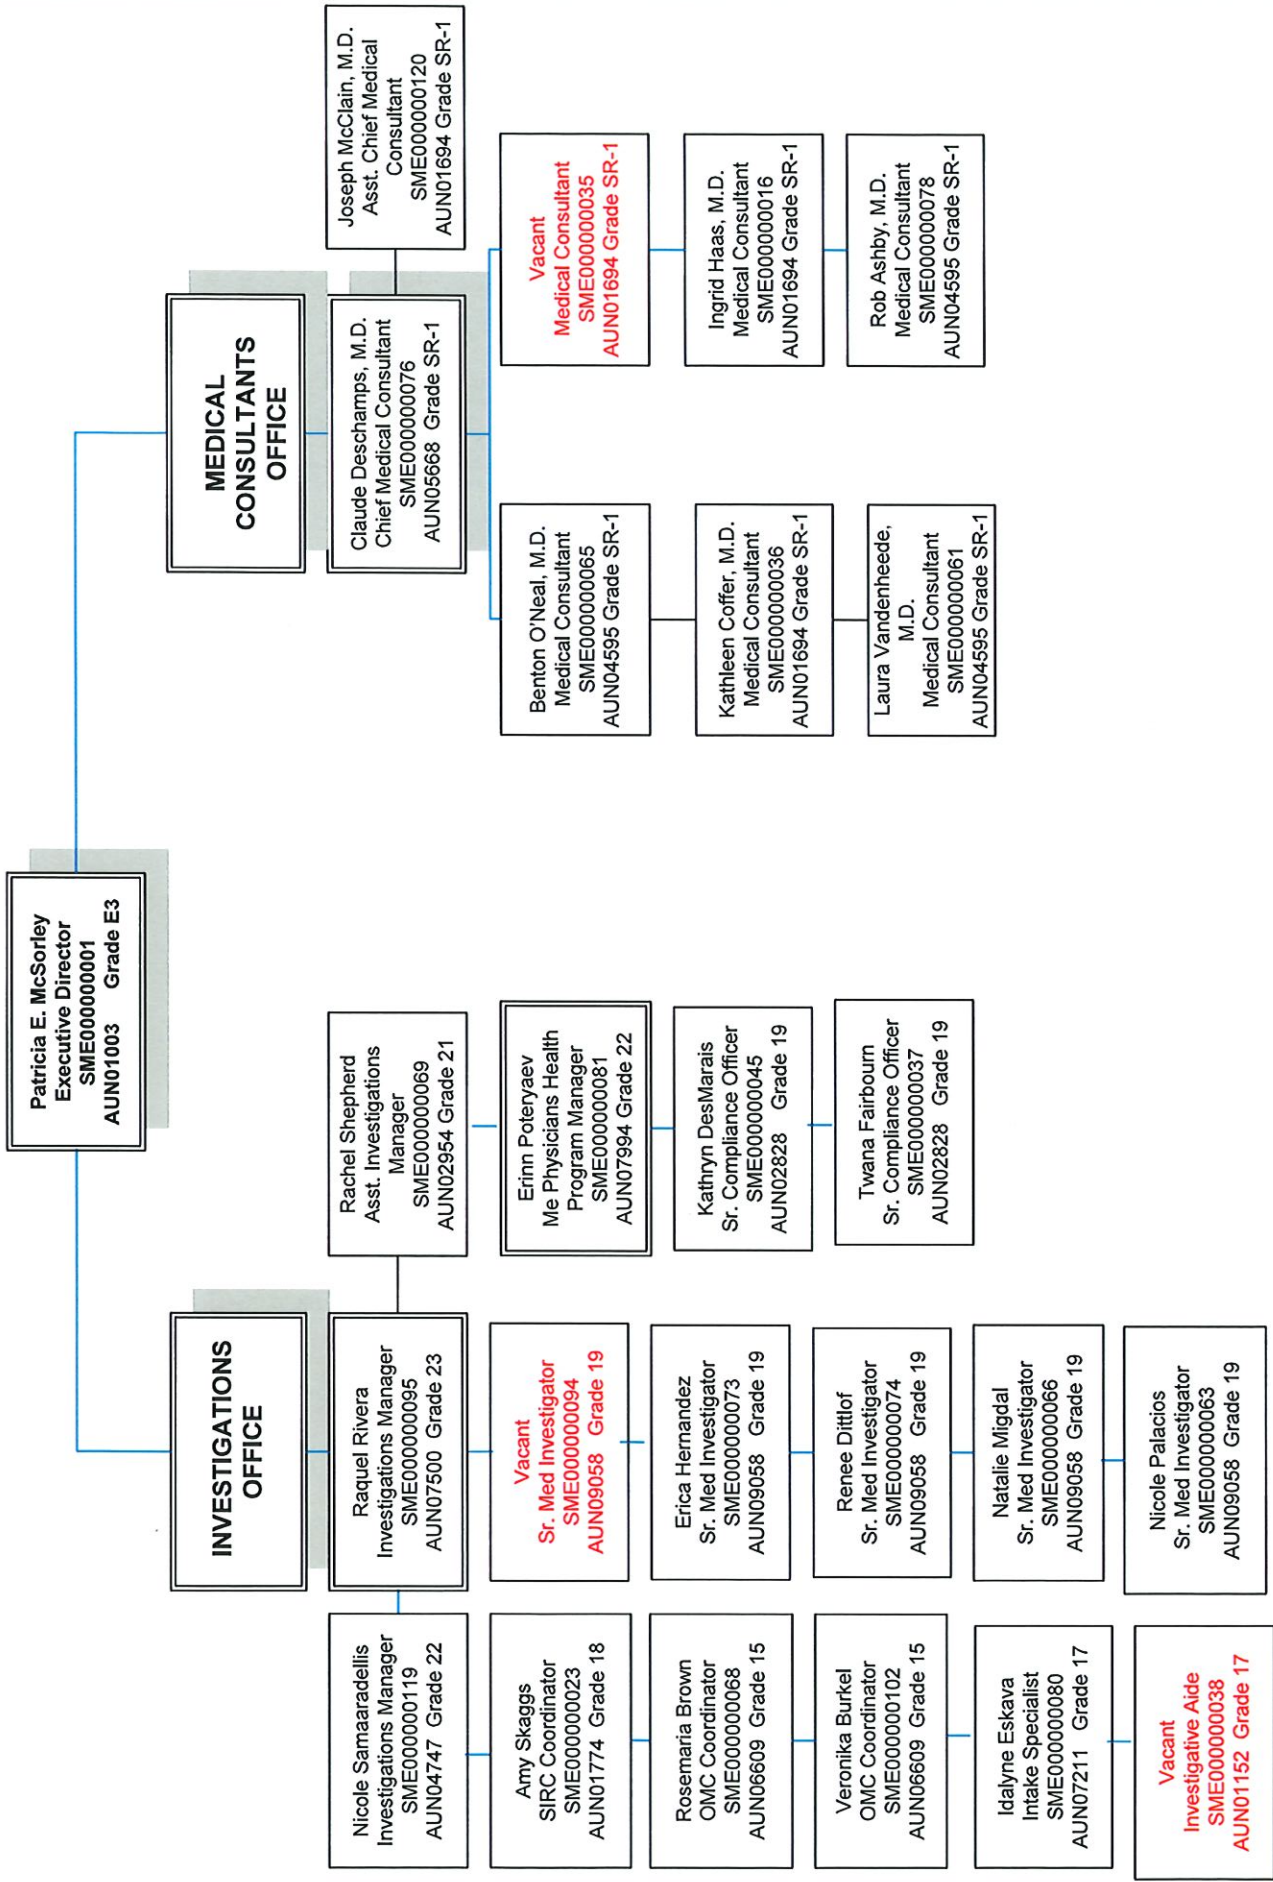 Patricia E. McSorley
Executive Director
SME000000001
AUN01003 Grade E3
INVESTIGATIONS
OFFICE
Raquel Rivera
Investigations Manager
SME000000095
AUN07500 Grade 23
Nicole Samaaradellis
Investigations Manager
SME000000119
AUN04747 Grade 22
Amy Skaggs
SIRC Coordinator
SME000000023
AUN01774 Grade 18
Rosemaria Brown
OMC Coordinator
SME000000068
AUN06609 Grade 15
Veronika Burkel
OMC Coordinator
SME000000102
AUN06609 Grade 15
Idalyne Eskava
Intake Specialist
SME000000080
AUN07211 Grade 17
Vacant
Investigative Aide
SME000000038
AUN01152 Grade 17
Vacant
Sr. Med Investigator
SME000000094
AUN09058 Grade 19
Erica Hernandez
Sr. Med Investigator
SME000000073
AUN09058 Grade 19
Renee Dittlof
Sr. Med Investigator
SME000000074
AUN09058 Grade 19
Natalie Migdal
Sr. Med Investigator
SME000000066
AUN09058 Grade 19
Nicole Palacios
Sr. Med Investigator
SME000000063
AUN09058 Grade 19
Rachel Shepherd
Asst. Investigations
Manager
SME000000069
AUN02954 Grade 21
Erinn Poteryaev
Me Physicians Health
Program Manager
SME000000081
AUN07994 Grade 22
Kathryn DesMarais
Sr. Compliance Officer
SME000000045
AUN02828 Grade 19
Twana Fairbourn
Sr. Compliance Officer
SME000000037
AUN02828 Grade 19
MEDICAL
CONSULTANTS
OFFICE
Claude Deschamps, M.D.
Chief Medical Consultant
SME000000076
AUN05668 Grade SR-1
Joseph McClain, M.D.
Asst. Chief Medical
Consultant
SME000000120
AUN01694 Grade SR-1
Benton O'Neal, M.D.
Medical Consultant
SME000000065
AUN04595 Grade SR-1
Kathleen Coffer, M.D.
Medical Consultant
SME000000036
AUN01694 Grade SR-1
Laura Vandenheede,
M.D.
Medical Consultant
SME000000061
AUN04595 Grade SR-1
Vacant
Medical Consultant
SME000000035
AUN01694 Grade SR-1
Ingrid Haas, M.D.
Medical Consultant
SME000000016
AUN01694 Grade SR-1
Rob Ashby, M.D.
Medical Consultant
SME000000078
AUN04595 Grade SR-1